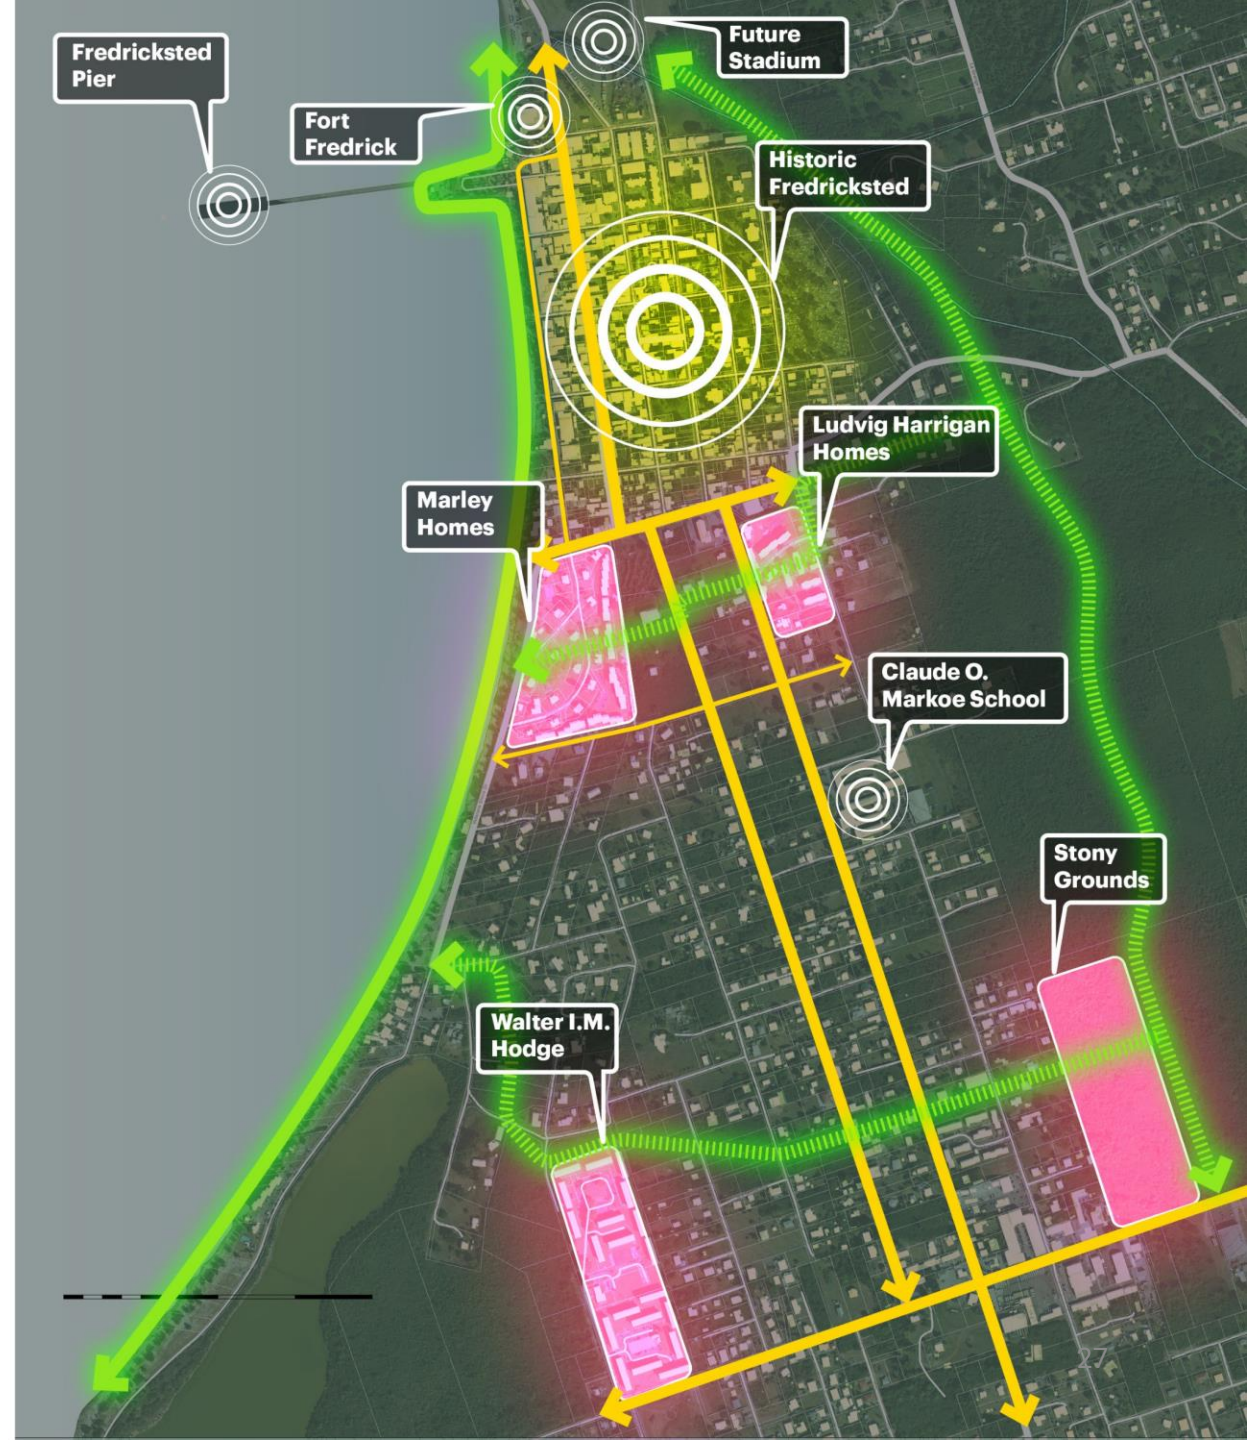 Fredricksted
Pier
Future
Stadium
Fort
Fredrick
Historic
Fredricksted
Ludvig Harrigan
Homes
Marley
Homes
Claude O.
Markoe School
Stony
Grounds
Walter I.M.
Hodge
27